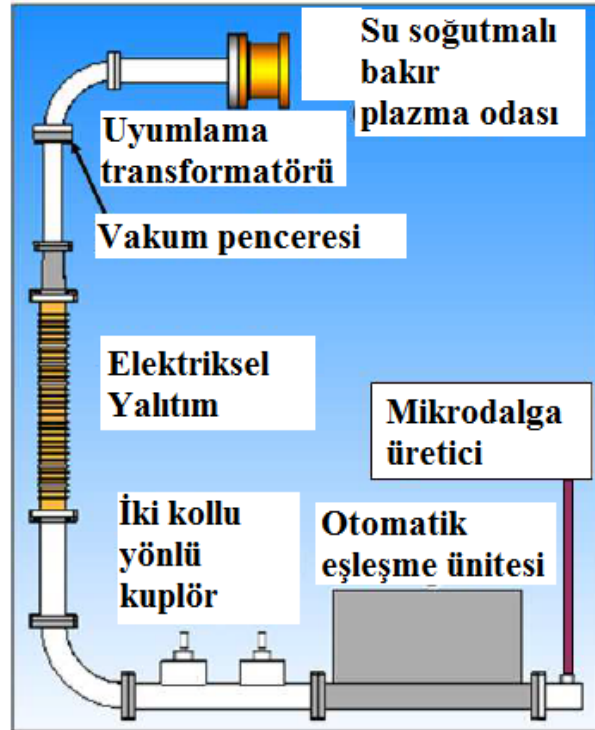 Su soğutmalı
bakır
plazma odası
Uyumlama
transformatörü
Vakum penceresi
Elektriksel
Yalıtım
Mikrodalga
üretici
İki kollu
yönlü
kuplör
Otomatik
eşleşme ünitesi